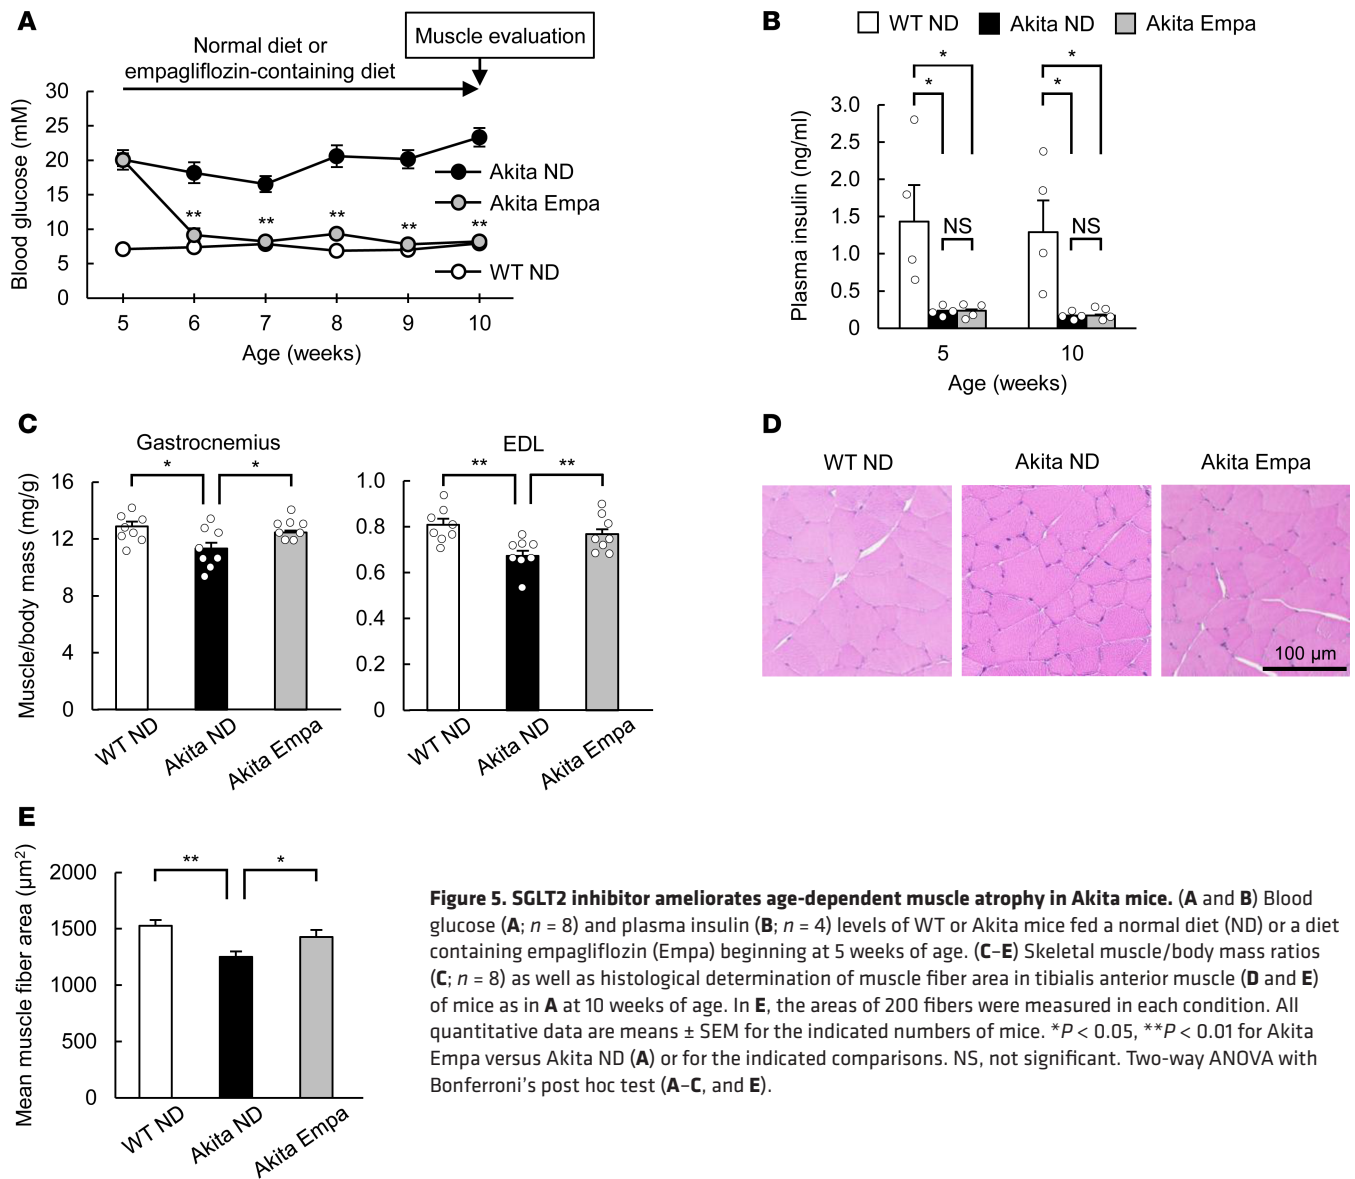 A
Normal diet or
empagliflozin-containing diet
Muscle evaluation
Blood glucose (mM)
30
25
20
15
10
5
0
** ** ** ** **
Akita ND
Akita Empa
WT ND
5 6 7 8 9 10
Age (weeks)
B
WT ND Akita ND Akita Empa
Plasma insulin (ng/ml)
3.0
2.5
2.0
1.5
1.0
0.5
0
* *
* *
NS NS
5 10
Age (weeks)
C
Gastrocnemius
Muscle/body mass (mg/g)
16
12
8
4
0
* *
WT ND Akita ND Akita Empa
EDL
1.0
0.8
0.6
0.4
0.2
0
** **
WT ND Akita ND Akita Empa
D
WT ND Akita ND Akita Empa
100 μm
E
Mean muscle fiber area (μm²)
2000
1500
1000
500
0
** *
WT ND Akita ND Akita Empa
Figure 5. SGLT2 inhibitor ameliorates age-dependent muscle atrophy in Akita mice. (A and B) Blood
glucose (A; n = 8) and plasma insulin (B; n = 4) levels of WT or Akita mice fed a normal diet (ND) or a diet
containing empagliflozin (Empa) beginning at 5 weeks of age. (C–E) Skeletal muscle/body mass ratios
(C; n = 8) as well as histological determination of muscle fiber area in tibialis anterior muscle (D and E)
of mice as in A at 10 weeks of age. In E, the areas of 200 fibers were measured in each condition. All
quantitative data are means ± SEM for the indicated numbers of mice. *P < 0.05, **P < 0.01 for Akita
Empa versus Akita ND (A) or for the indicated comparisons. NS, not significant. Two-way ANOVA with
Bonferroni’s post hoc test (A–C, and E).